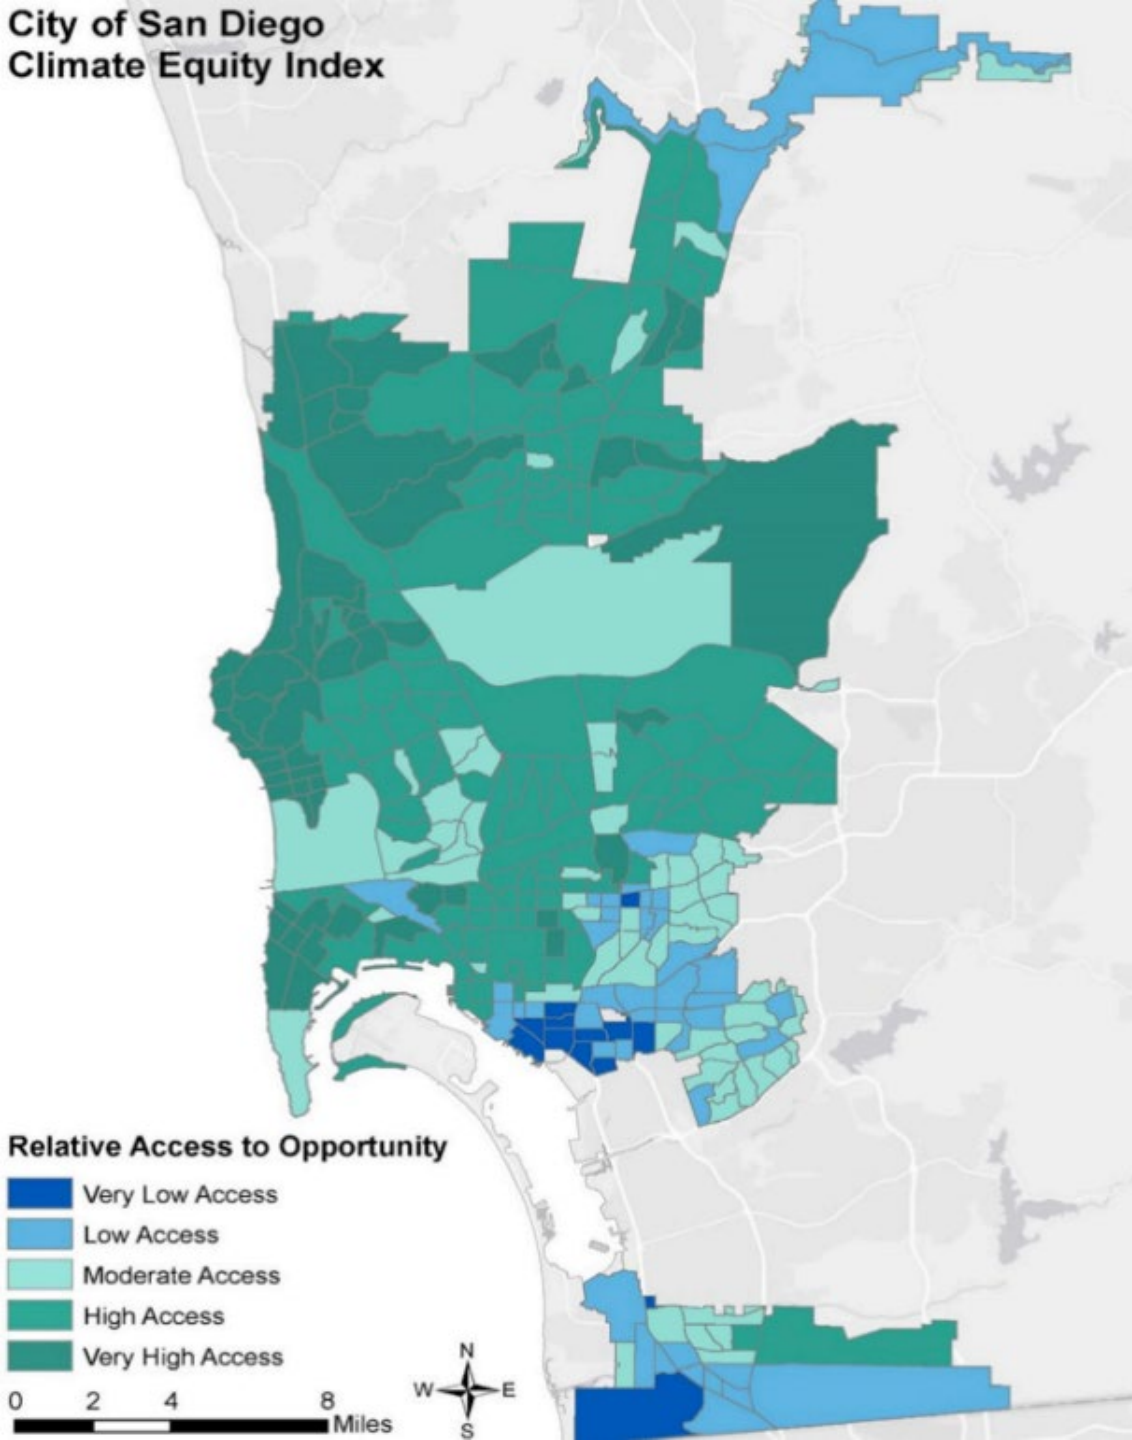 City of San Diego
Climate Equity Index
Relative Access to Opportunity
Very Low Access
Low Access
Moderate Access
High Access
Very High Access
N
W E
S
0 2 4 8
Miles